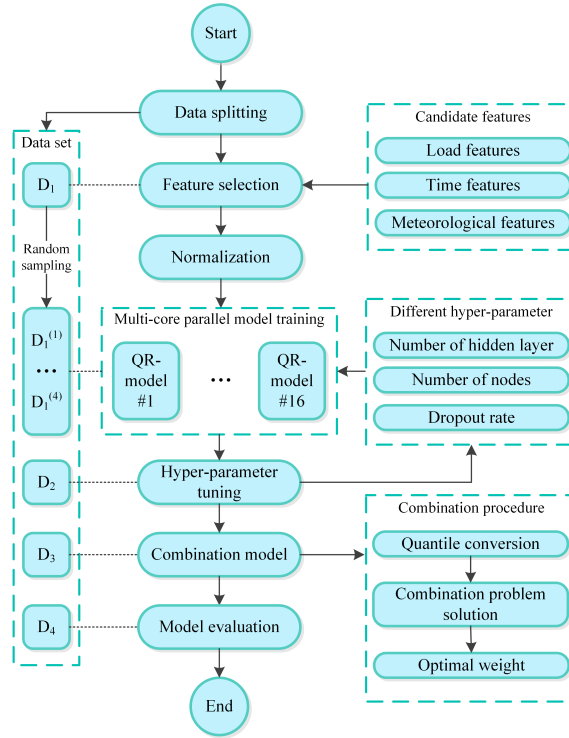 Start
Data splitting
Data set
D1
Random
sampling
D1(1)
...
D1(4)
D2
D3
D4
Feature selection
Normalization
Candidate features
Load features
Time features
Meteorological features
Multi-core parallel model training
QR-
model
#1
...
QR-
model
#16
Different hyper-parameter
Number of hidden layer
Number of nodes
Dropout rate
Hyper-parameter
tuning
Combination model
Model evaluation
End
Combination procedure
Quantile conversion
Combination problem
solution
Optimal weight